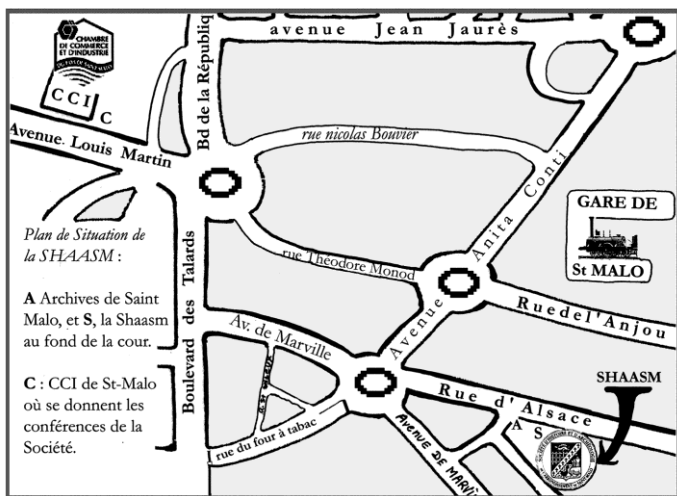 avenue Jean Jaurès
Bd de la Républiq
CHAMBRE
DE COMMERCE
ET D'INDUSTRIE
CCI
C
Avenue Louis Martin
rue nicolas Bouvier
Avenue Anita Conti
GARE DE
St MALO
Plan de Situation de
la SHAASM :
A Archives de Saint
Malo, et S, la Shaasm
au fond de la cour.
C : CCI de St-Malo
où se donnent les
conférences de la
Société.
Boulevard des Talards
rue Théodore Monod
Ruedel'Anjou
Av. de Marville
rue du four à tabac
Rue d'Alsace
AVENUE DE MARVI
SHAASM
A S